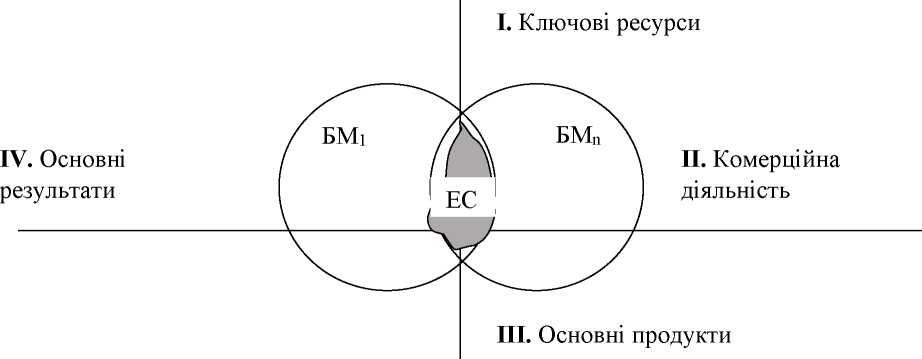 I. Ключові ресурси
БМ1
БМn
IV. Основні
результати
II. Комерційна
діяльність
ЕС
III. Основні продукти